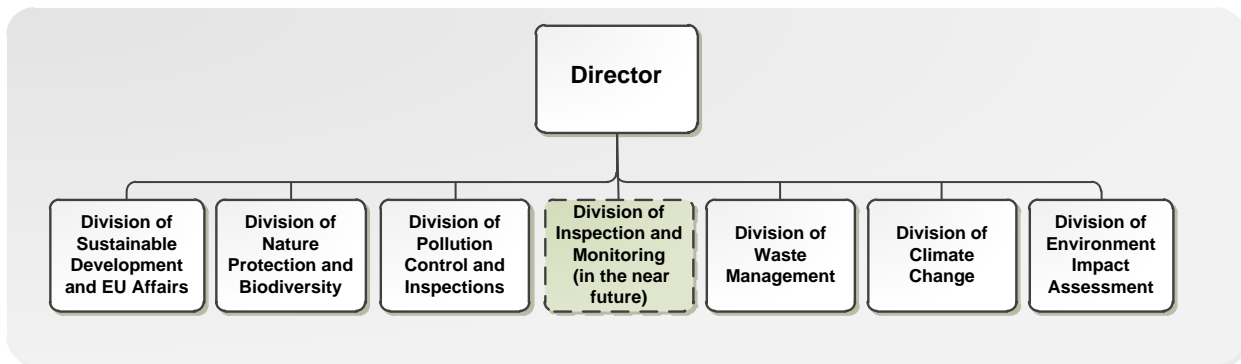 Director
Division of
Sustainable
Development
and EU Affairs
Division of
Nature
Protection and
Biodiversity
Division of
Pollution
Control and
Inspections
Division of
Inspection and
Monitoring
(in the near
future)
Division of
Waste
Management
Division of
Climate
Change
Division of
Environment
Impact
Assessment